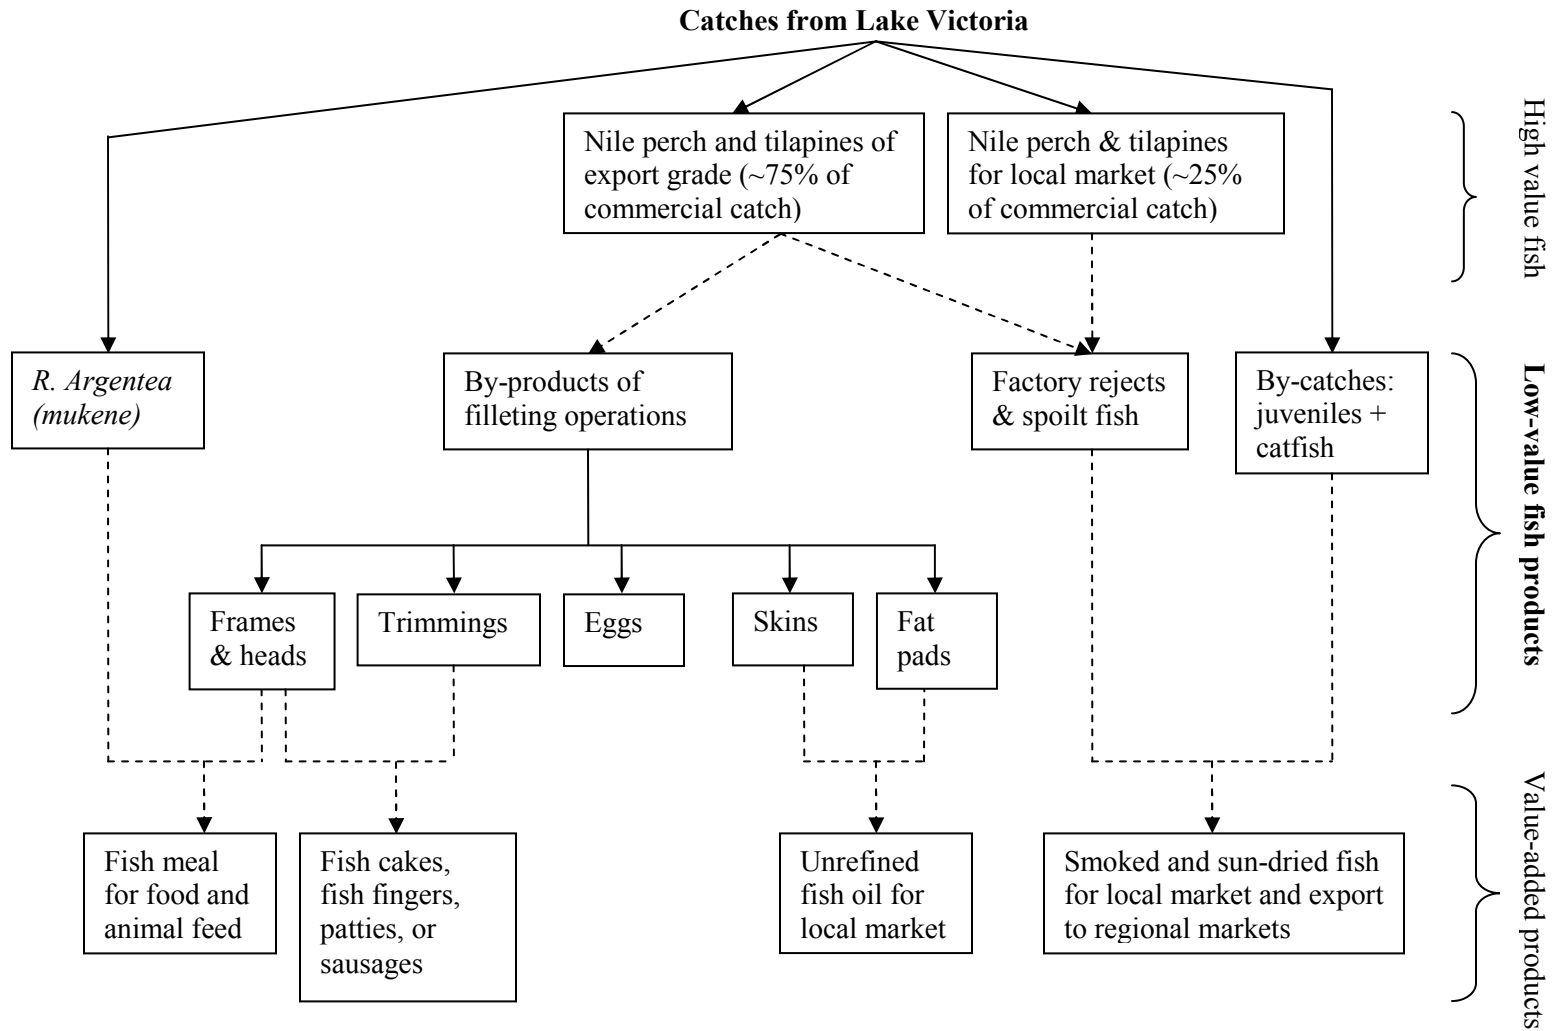 Catches from Lake Victoria
Nile perch and tilapines of
export grade (~75% of
commercial catch)
Nile perch & tilapines
for local market (~25%
of commercial catch)
High value fish
R. Argentea
(mukene)
By-products of
filleting operations
Factory rejects
& spoilt fish
By-catches:
juveniles +
catfish
Low-value fish products
Frames
& heads
Trimmings
Eggs
Skins
Fat
pads
Fish meal
for food and
animal feed
Fish cakes,
fish fingers,
patties, or
sausages
Unrefined
fish oil for
local market
Smoked and sun-dried fish
for local market and export
to regional markets
Value-added products